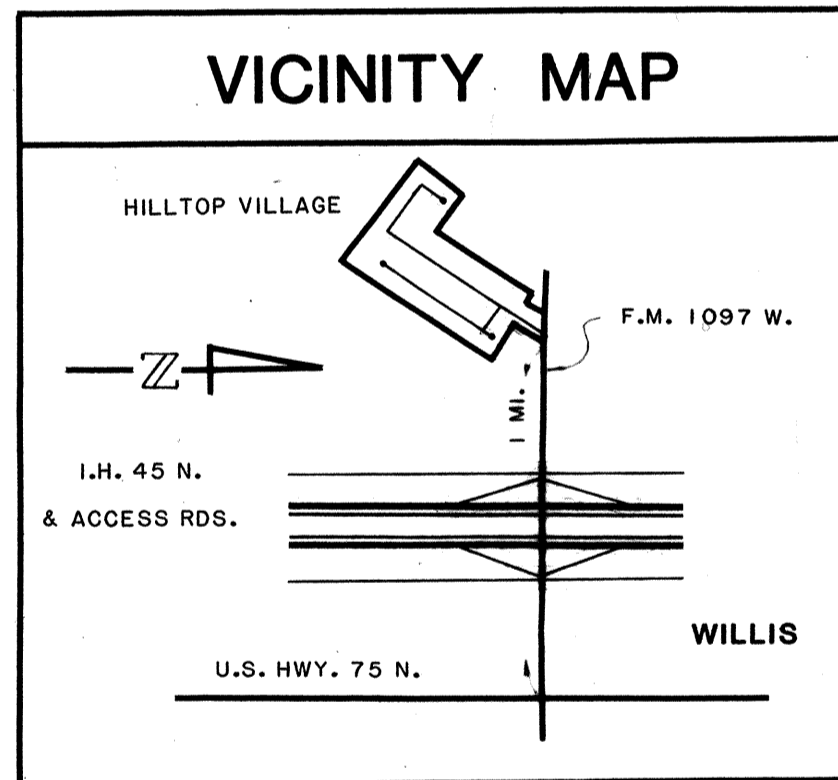 VICINITY MAP
HILLTOP VILLAGE
F.M. 1097 W.
N
1 MI.
I.H. 45 N.
& ACCESS RDS.
WILLIS
U.S. HWY. 75 N.